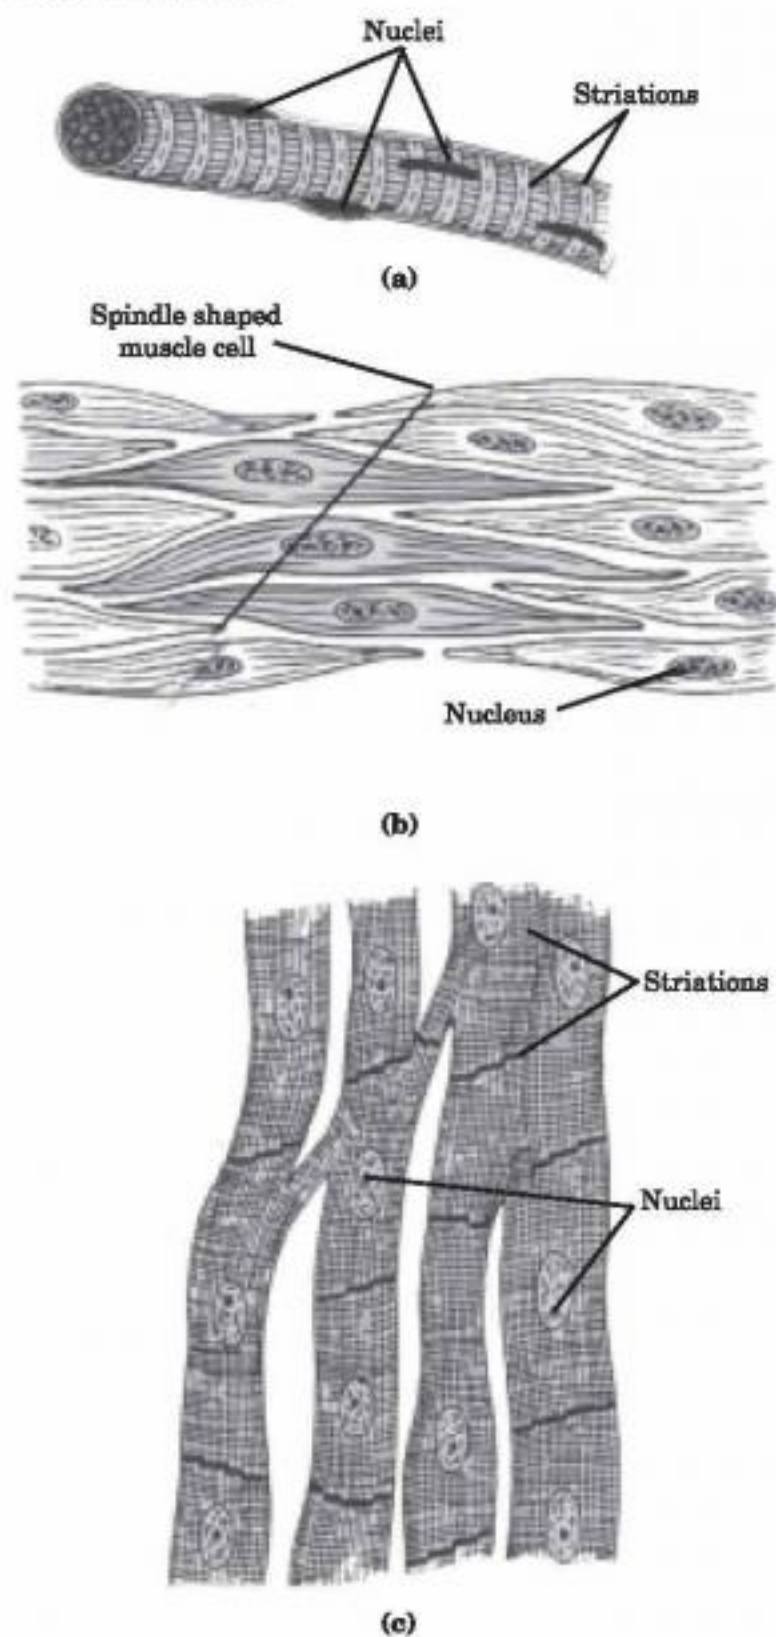 Nuclei
Striations
(a)
Spindle shaped
muscle cell
Nucleus
(b)
Striations
Nuclei
(c)